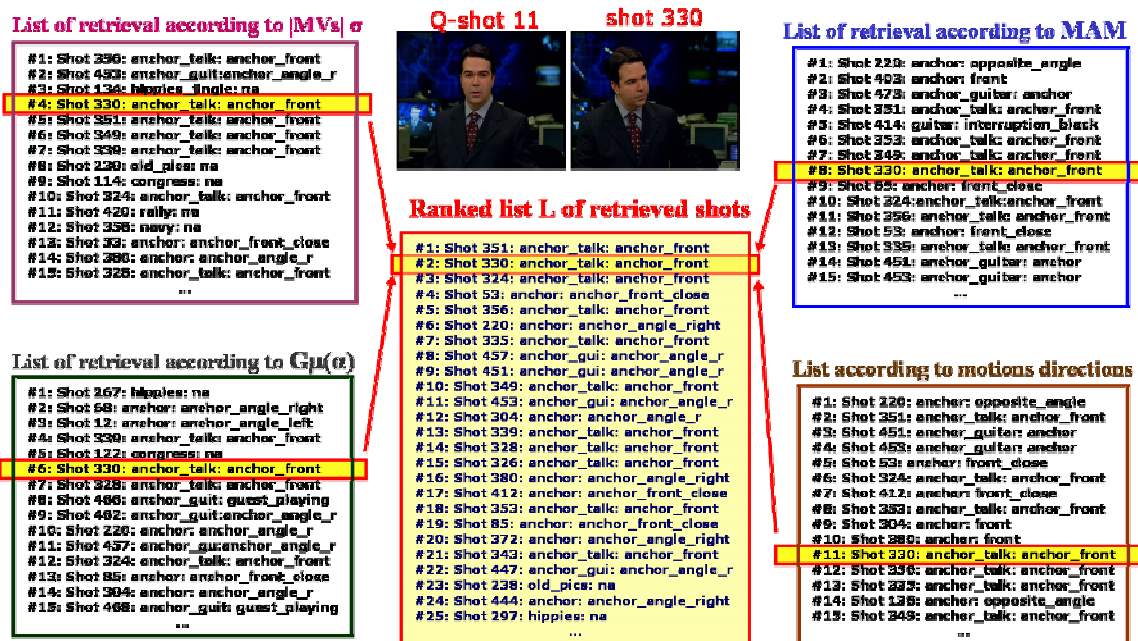 List of retrieval according to |MVs| σ
#1: Shot 356: anchor_talk: anchor_front
#2: Shot 453: anchor_guit:anchor_angle_r
#3: Shot 134: hippies_jingle: na
#4: Shot 330: anchor_talk: anchor_front
#5: Shot 351: anchor_talk: anchor_front
#6: Shot 349: anchor_talk: anchor_front
#7: Shot 339: anchor_talk: anchor_front
#8: Shot 230: old_pics: na
#9: Shot 114: congress: na
#10: Shot 324: anchor_talk: anchor_front
#11: Shot 420: rally: na
#12: Shot 358: navy: na
#13: Shot 53: anchor: anchor_front_close
#14: Shot 380: anchor: anchor_angle_r
#15: Shot 328: anchor_talk: anchor_front
...
Q-shot 11
shot 330
List of retrieval according to MAM
#1: Shot 220: anchor: opposite_angle
#2: Shot 403: front
#3: Shot 473: anchor_guitar: anchor
#4: Shot 351: anchor_talk: anchor_front
#5: Shot 414: guitar: interruption_black
#6: Shot 353: anchor_talk: anchor_front
#7: Shot 349: anchor_talk: anchor_front
#8: Shot 330: anchor_talk: anchor_front
#9: Shot 85: anchor: front_close
#10: Shot 324:anchor_talk:anchor_front
#11: Shot 356: anchor_talk: anchor_front
#12: Shot 53: anchor: front_close
#13: Shot 335: anchor_talk: anchor_front
#14: Shot 451: anchor_guitar: anchor
#15: Shot 453: anchor_guitar: anchor
...
Ranked list L of retrieved shots
#1: Shot 351: anchor_talk: anchor_front
#2: Shot 330: anchor_talk: anchor_front
#3: Shot 324: anchor_talk: anchor_front
#4: Shot 53: anchor: anchor_front_close
#5: Shot 356: anchor_talk: anchor_front
#6: Shot 220: anchor: anchor_angle_right
#7: Shot 335: anchor_talk: anchor_front
#8: Shot 457: anchor_gui: anchor_angle_r
#9: Shot 451: anchor_gui: anchor_angle_r
#10: Shot 349: anchor_talk: anchor_front
#11: Shot 453: anchor_gui: anchor_angle_r
#12: Shot 304: anchor: anchor_angle_r
#13: Shot 339: anchor_talk: anchor_front
#14: Shot 328: anchor_talk: anchor_front
#15: Shot 326: anchor_talk: anchor_front
#16: Shot 380: anchor: anchor_angle_right
#17: Shot 412: anchor: anchor_front_close
#18: Shot 353: anchor_talk: anchor_front
#19: Shot 85: anchor: anchor_front_close
#20: Shot 372: anchor: anchor_angle_right
#21: Shot 343: anchor_talk: anchor_front
#22: Shot 447: anchor_gui: anchor_angle_r
#23: Shot 238: old_pics: na
#24: Shot 444: anchor: anchor_angle_right
#25: Shot 297: hippies: na
...
List of retrieval according to Gμ(α)
#1: Shot 267: hippies: na
#2: Shot 68: anchor: anchor_angle_right
#3: Shot 12: anchor: anchor_angle_left
#4: Shot 339: anchor_talk: anchor_front
#5: Shot 122: congress: na
#6: Shot 330: anchor_talk: anchor_front
#7: Shot 328: anchor_talk: anchor_front
#8: Shot 466: anchor_guit: guest_playing
#9: Shot 462: anchor_guit:anchor_angle_r
#10: Shot 220: anchor: anchor_angle_r
#11: Shot 457: anchor_gu:anchor_angle_r
#12: Shot 324: anchor_talk: anchor_front
#13: Shot 85: anchor: anchor_front_close
#14: Shot 304: anchor: anchor_angle_r
#15: Shot 468: anchor_guit: guest_playing
...
List according to motions directions
#1: Shot 220: anchor: opposite_angle
#2: Shot 351: anchor_talk: anchor_front
#3: Shot 451: anchor_guitar: anchor
#4: Shot 453: anchor_guitar: anchor
#5: Shot 53: anchor: front_close
#6: Shot 324: anchor_talk: anchor_front
#7: Shot 412: anchor: front_close
#8: Shot 353: anchor_talk: anchor_front
#9: Shot 304: anchor: front
#10: Shot 380: anchor: front
#11: Shot 330: anchor_talk: anchor_front
#12: Shot 356: anchor_talk: anchor_front
#13: Shot 335: anchor_talk: anchor_front
#14: Shot 136: anchor: opposite_angle
#15: Shot 349: anchor_talk: anchor_front
...